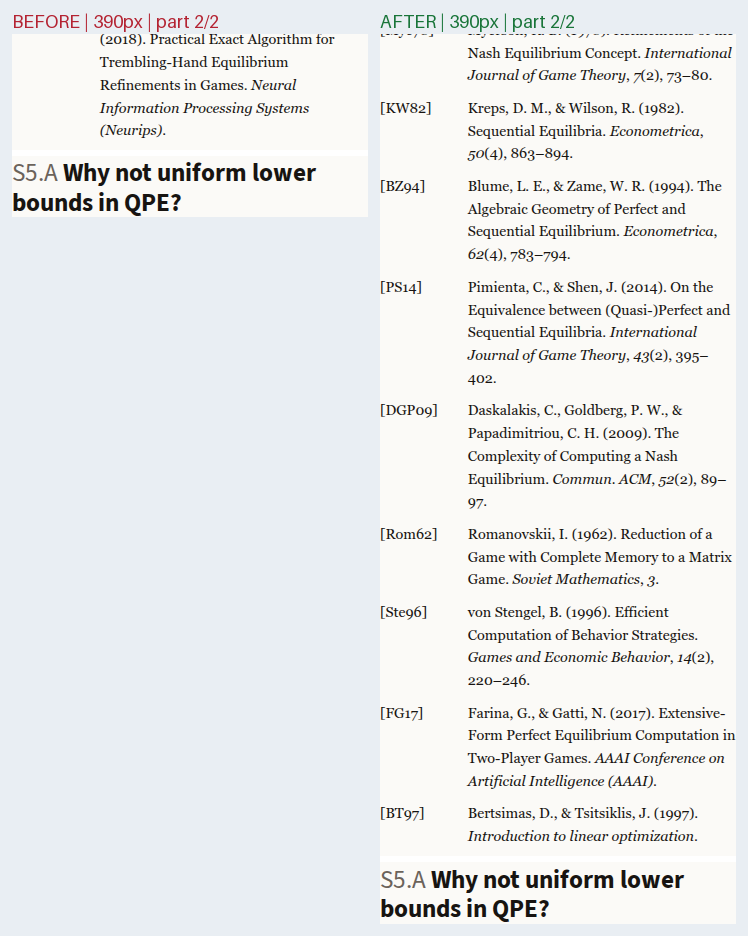 BEFORE | 390px | part 2/2
(2018). Practical Exact Algorithm for
Trembling-Hand Equilibrium
Refinements in Games. Neural
Information Processing Systems
(Neurips).
S5.A Why not uniform lower
bounds in QPE?
AFTER | 390px | part 2/2
Nash Equilibrium Concept. International
Journal of Game Theory, 7(2), 73–80.
[KW82] Kreps, D. M., & Wilson, R. (1982).
Sequential Equilibria. Econometrica,
50(4), 863–894.
[BZ94] Blume, L. E., & Zame, W. R. (1994). The
Algebraic Geometry of Perfect and
Sequential Equilibrium. Econometrica,
62(4), 783–794.
[PS14] Pimienta, C., & Shen, J. (2014). On the
Equivalence between (Quasi-)Perfect and
Sequential Equilibria. International
Journal of Game Theory, 43(2), 395–
402.
[DGP09] Daskalakis, C., Goldberg, P. W., &
Papadimitriou, C. H. (2009). The
Complexity of Computing a Nash
Equilibrium. Commun. ACM, 52(2), 89–
97.
[Rom62] Romanovskii, I. (1962). Reduction of a
Game with Complete Memory to a Matrix
Game. Soviet Mathematics, 3.
[Ste96] von Stengel, B. (1996). Efficient
Computation of Behavior Strategies.
Games and Economic Behavior, 14(2),
220–246.
[FG17] Farina, G., & Gatti, N. (2017). Extensive-
Form Perfect Equilibrium Computation in
Two-Player Games. AAAI Conference on
Artificial Intelligence (AAAI).
[BT97] Bertsimas, D., & Tsitsiklis, J. (1997).
Introduction to linear optimization.
S5.A Why not uniform lower
bounds in QPE?